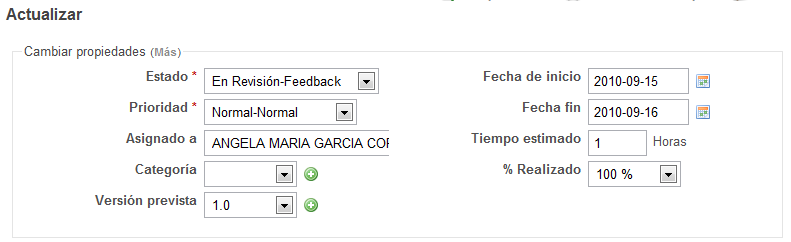 Actualizar
Cambiar propiedades (Más)
Estado * En Revisión-Feedback
Prioridad * Normal-Normal
Asignado a ANGELA MARIA GARCIA
Categoría
Versión prevista 1.0
Fecha de inicio 2010-09-15
Fecha fin 2010-09-16
Tiempo estimado 1 Horas
% Realizado 100 %